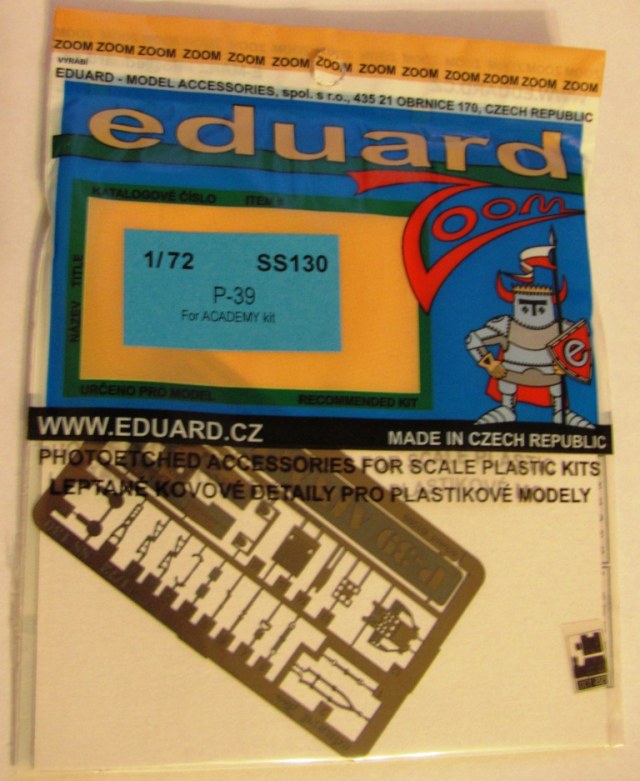 ZOOM ZOOM ZOOM ZOOM ZOOM ZOOM ZOOM ZOOM ZOOM ZOOM ZOOM ZOOM ZOOM
VYRÁBÍ
EDUARD - MODEL ACCESSORIES, spol. s r.o., 435 21 OBRNICE 170, CZECH REPUBLIC
eduard
Zoom
KATALOGOVÉ ČÍSLO ITEM #
NÁZEV TITLE
1/72 SS130
P-39
For ACADEMY kit
e
URČENO PRO MODEL RECOMMENDED KIT
WWW.EDUARD.CZ MADE IN CZECH REPUBLIC
PHOTOETCHED ACCESSORIES FOR SCALE PLASTIC KITS
LEPTANÉ KOVOVÉ DETAILY PRO PLASTIKOVÉ MODELY
P-39